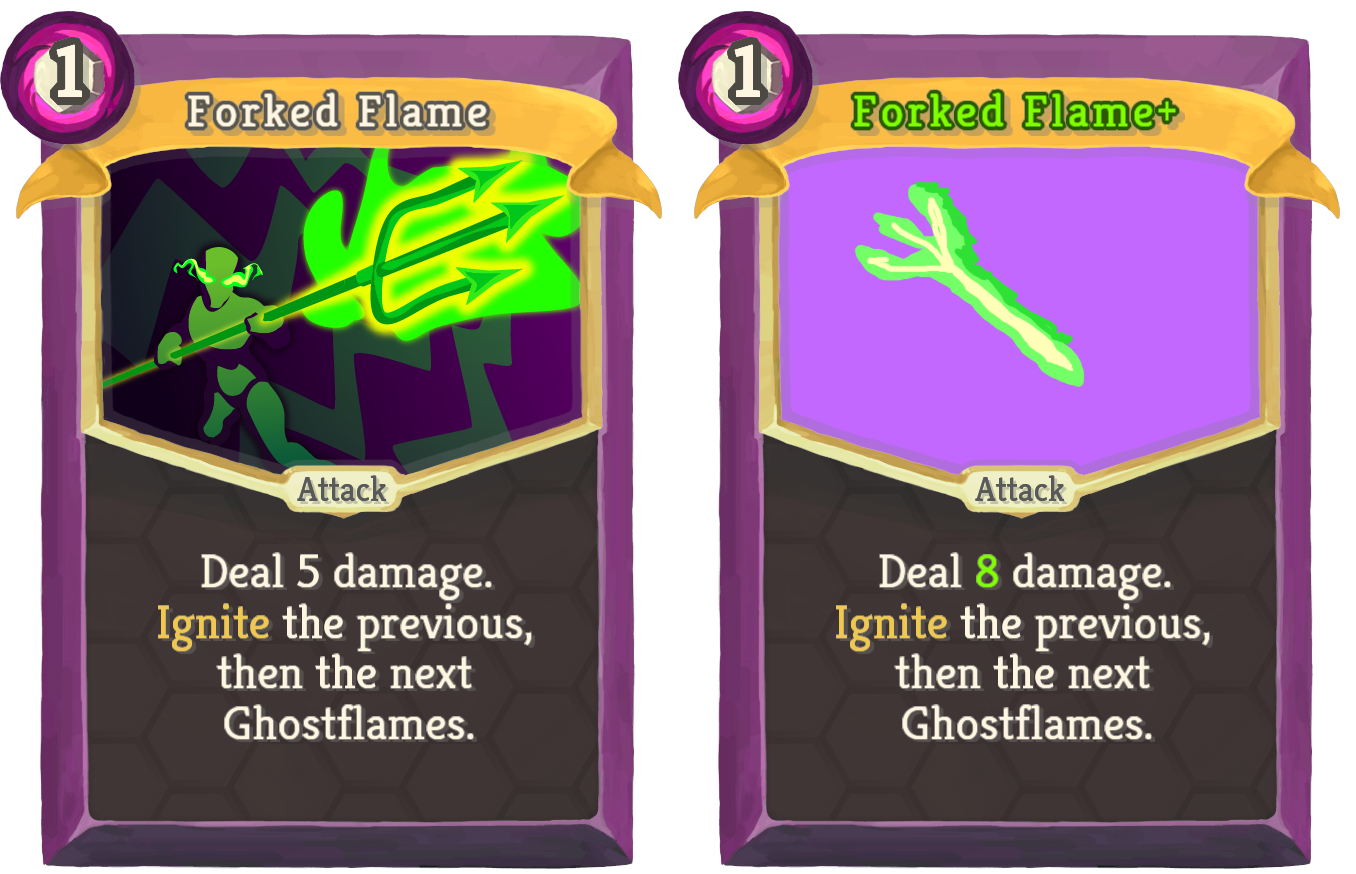 1
Forked Flame
Attack
Deal 5 damage.
Ignite the previous,
then the next
Ghostflames.
1
Forked Flame+
Attack
Deal 8 damage.
Ignite the previous,
then the next
Ghostflames.